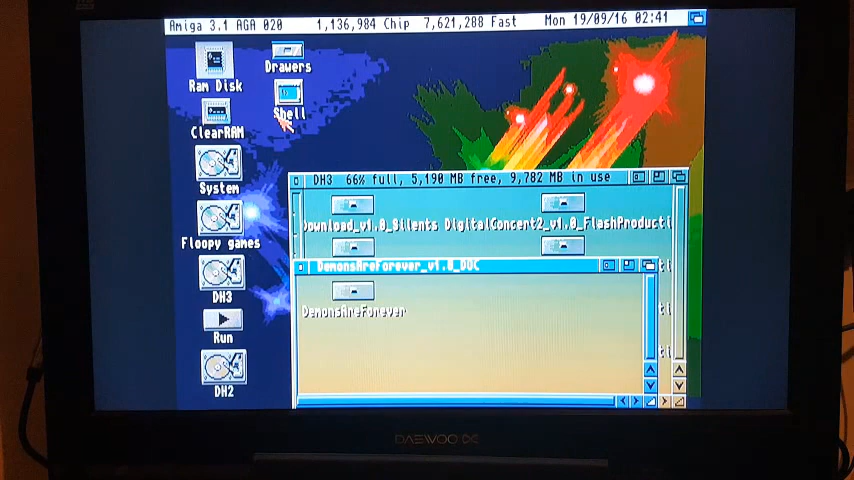 Amiga 3.1 AGA 020 1,136,984 Chip 7,621,288 Fast Mon 19/09/16 02:41
Ram Disk
Drawers
ClearRAM
Shell
System
Floopy games
DH3
Run
DH2
DH3 66% full, 5,190 MB free, 9,782 MB in use
ownload_v1.0_Silents DigitalConcert2_v1.0_FlashProducti
DemonsAreForever_v1.0_DOC
DemonsAreForever
DAEWOO